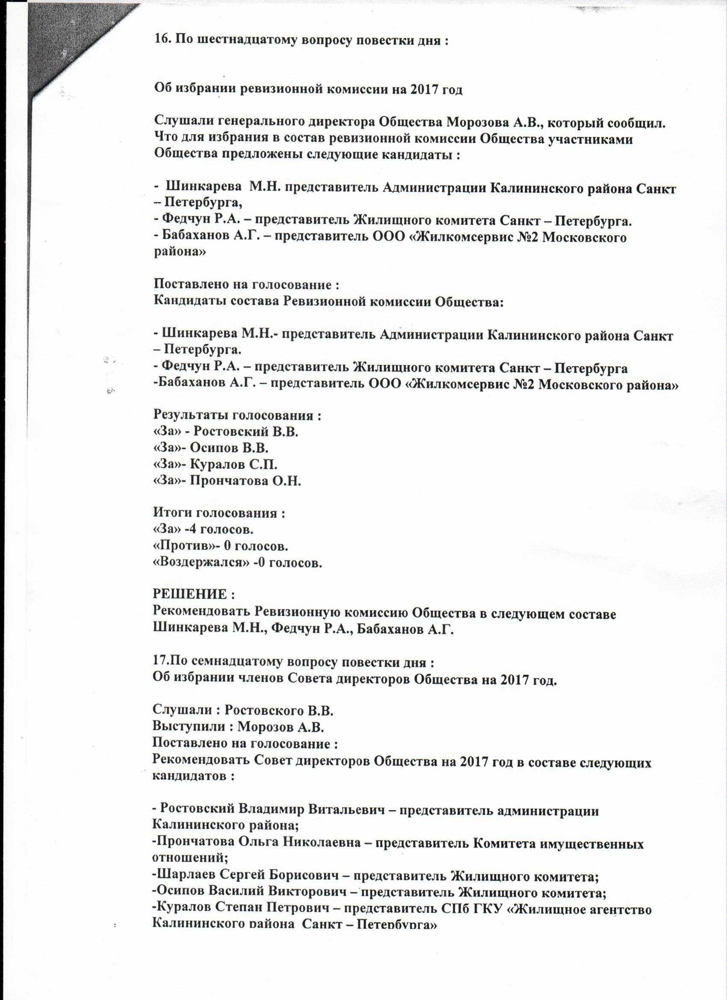 16. По шестнадцатому вопросу повестки дня :
Об избрании ревизионной комиссии на 2017 год
Слушали генерального директора Общества Морозова А.В., который сообщил.
Что для избрания в состав ревизионной комиссии Общества участниками
Общества предложены следующие кандидаты :
- Шинкарева М.Н. представитель Администрации Калининского района Санкт
– Петербурга,
- Федчун Р.А. – представитель Жилищного комитета Санкт – Петербурга.
- Бабаханов А.Г. – представитель ООО «Жилкомсервис №2 Московского
района»
Поставлено на голосование :
Кандидаты состава Ревизионной комиссии Общества:
- Шинкарева М.Н.- представитель Администрации Калининского района Санкт
– Петербурга.
- Федчун Р.А. – представитель Жилищного комитета Санкт – Петербурга
-Бабаханов А.Г. – представитель ООО «Жилкомсервис №2 Московского района»
Результаты голосования :
«За» - Ростовский В.В.
«За»- Осипов В.В.
«За»- Куралов С.П.
«За»- Прончатова О.Н.
Итоги голосования :
«За» -4 голосов.
«Против»- 0 голосов.
«Воздержался» -0 голосов.
РЕШЕНИЕ :
Рекомендовать Ревизионную комиссию Общества в следующем составе
Шинкарева М.Н., Федчун Р.А., Бабаханов А.Г.
17.По семнадцатому вопросу повестки дня :
Об избрании членов Совета директоров Общества на 2017 год.
Слушали : Ростовского В.В.
Выступили : Морозов А.В.
Поставлено на голосование :
Рекомендовать Совет директоров Общества на 2017 год в составе следующих
кандидатов :
- Ростовский Владимир Витальевич – представитель администрации
Калининского района;
-Прончатова Ольга Николаевна – представитель Комитета имущественных
отношений;
-Шарлаев Сергей Борисович – представитель Жилищного комитета;
-Осипов Василий Викторович – представитель Жилищного комитета;
-Куралов Степан Петрович – представитель СПб ГКУ «Жилищное агентство
Калининского района Санкт – Петербурга»